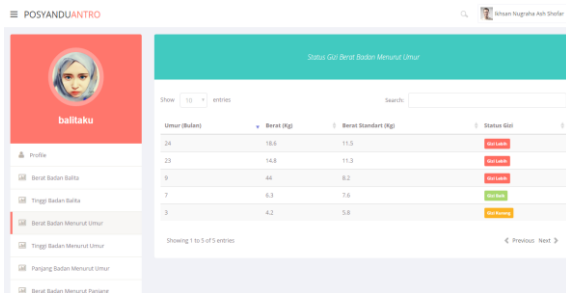 POSYANDUANTRO
Ikhsan Nugraha Ash Shofar
balitaku
Profile
Berat Badan Balita
Tinggi Badan Balita
Berat Badan Menurut Umur
Tinggi Badan Menurut Umur
Panjang Badan Menurut Umur
Berat Badan Menurut Panjang
Status Gizi Berat Badan Menurut Umur
Show 10 entries
Search:
Umur (Bulan) Berat (Kg) Berat Standart (Kg) Status Gizi
24 18,6 11,5 Gizi Lebih
23 14.8 11,3 Gizi Lebih
9 44 8.2 Gizi Lebih
7 6.3 7.6 Gizi Baik
3 4.2 5.8 Gizi Kurang
Showing 1 to 5 of 5 entries
Previous Next